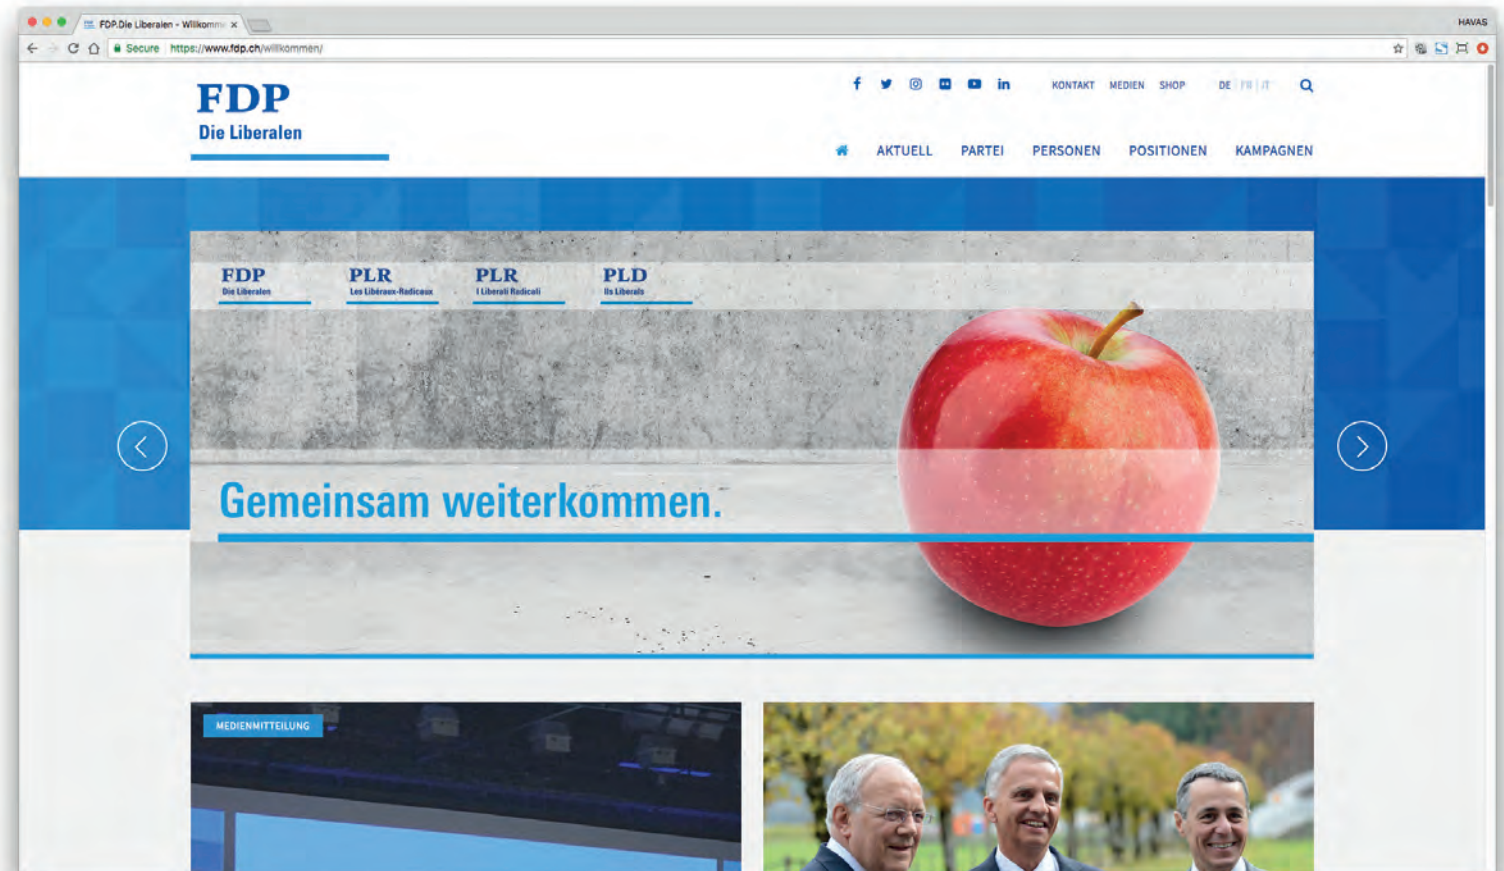 FDP.Die Liberalen - Willkomm
HAVAS
Secure https://www.fdp.ch/willkommen/
FDP
Die Liberalen
KONTAKT MEDIEN SHOP DE | FR | IT
AKTUELL PARTEI PERSONEN POSITIONEN KAMPAGNEN
FDP
Die Liberalen
PLR
Les Libéraux-Radicaux
PLR
I Liberali Radicali
PLD
Ils Liberals
Gemeinsam weiterkommen.
MEDIENMITTEILUNG